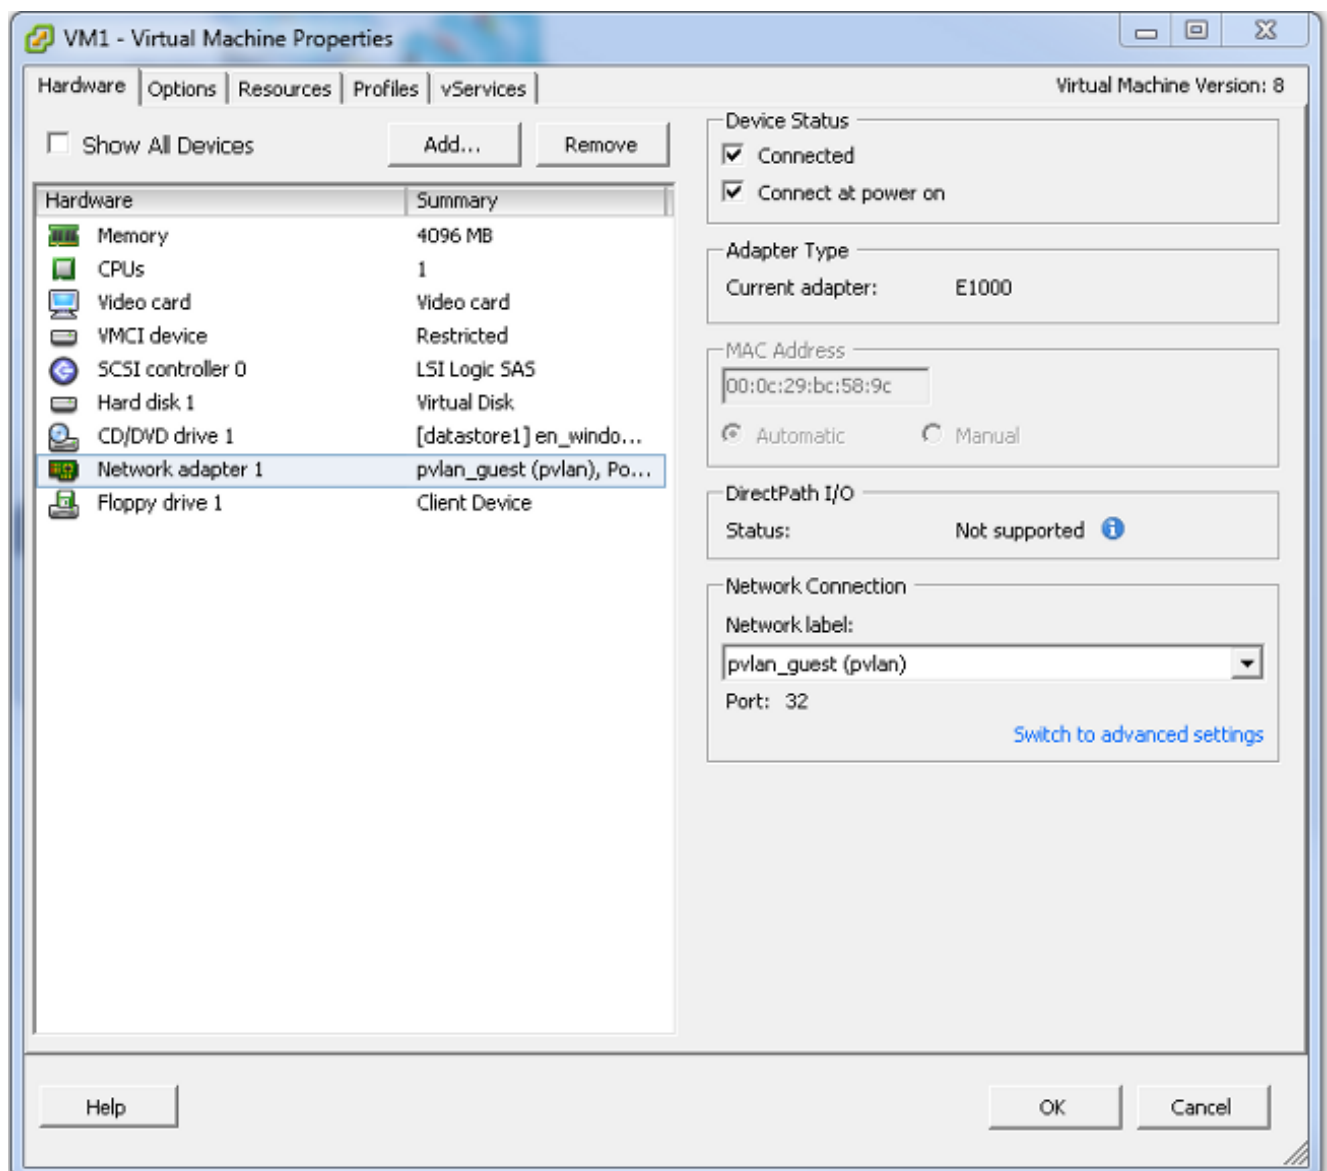 VM1 - Virtual Machine Properties
Hardware Options Resources Profiles vServices Virtual Machine Version: 8
Show All Devices Add... Remove
Hardware Summary
Memory 4096 MB
CPUs 1
Video card Video card
VMCI device Restricted
SCSI controller 0 LSI Logic SAS
Hard disk 1 Virtual Disk
CD/DVD drive 1 [datastore1] en_windo...
Network adapter 1 pvlan_guest (pvlan), Po...
Floppy drive 1 Client Device
Device Status
Connected
Connect at power on
Adapter Type
Current adapter: E1000
MAC Address
00:0c:29:bc:58:9c
Automatic Manual
DirectPath I/O
Status: Not supported
Network Connection
Network label:
pvlan_guest (pvlan)
Port: 32
Switch to advanced settings
Help OK Cancel